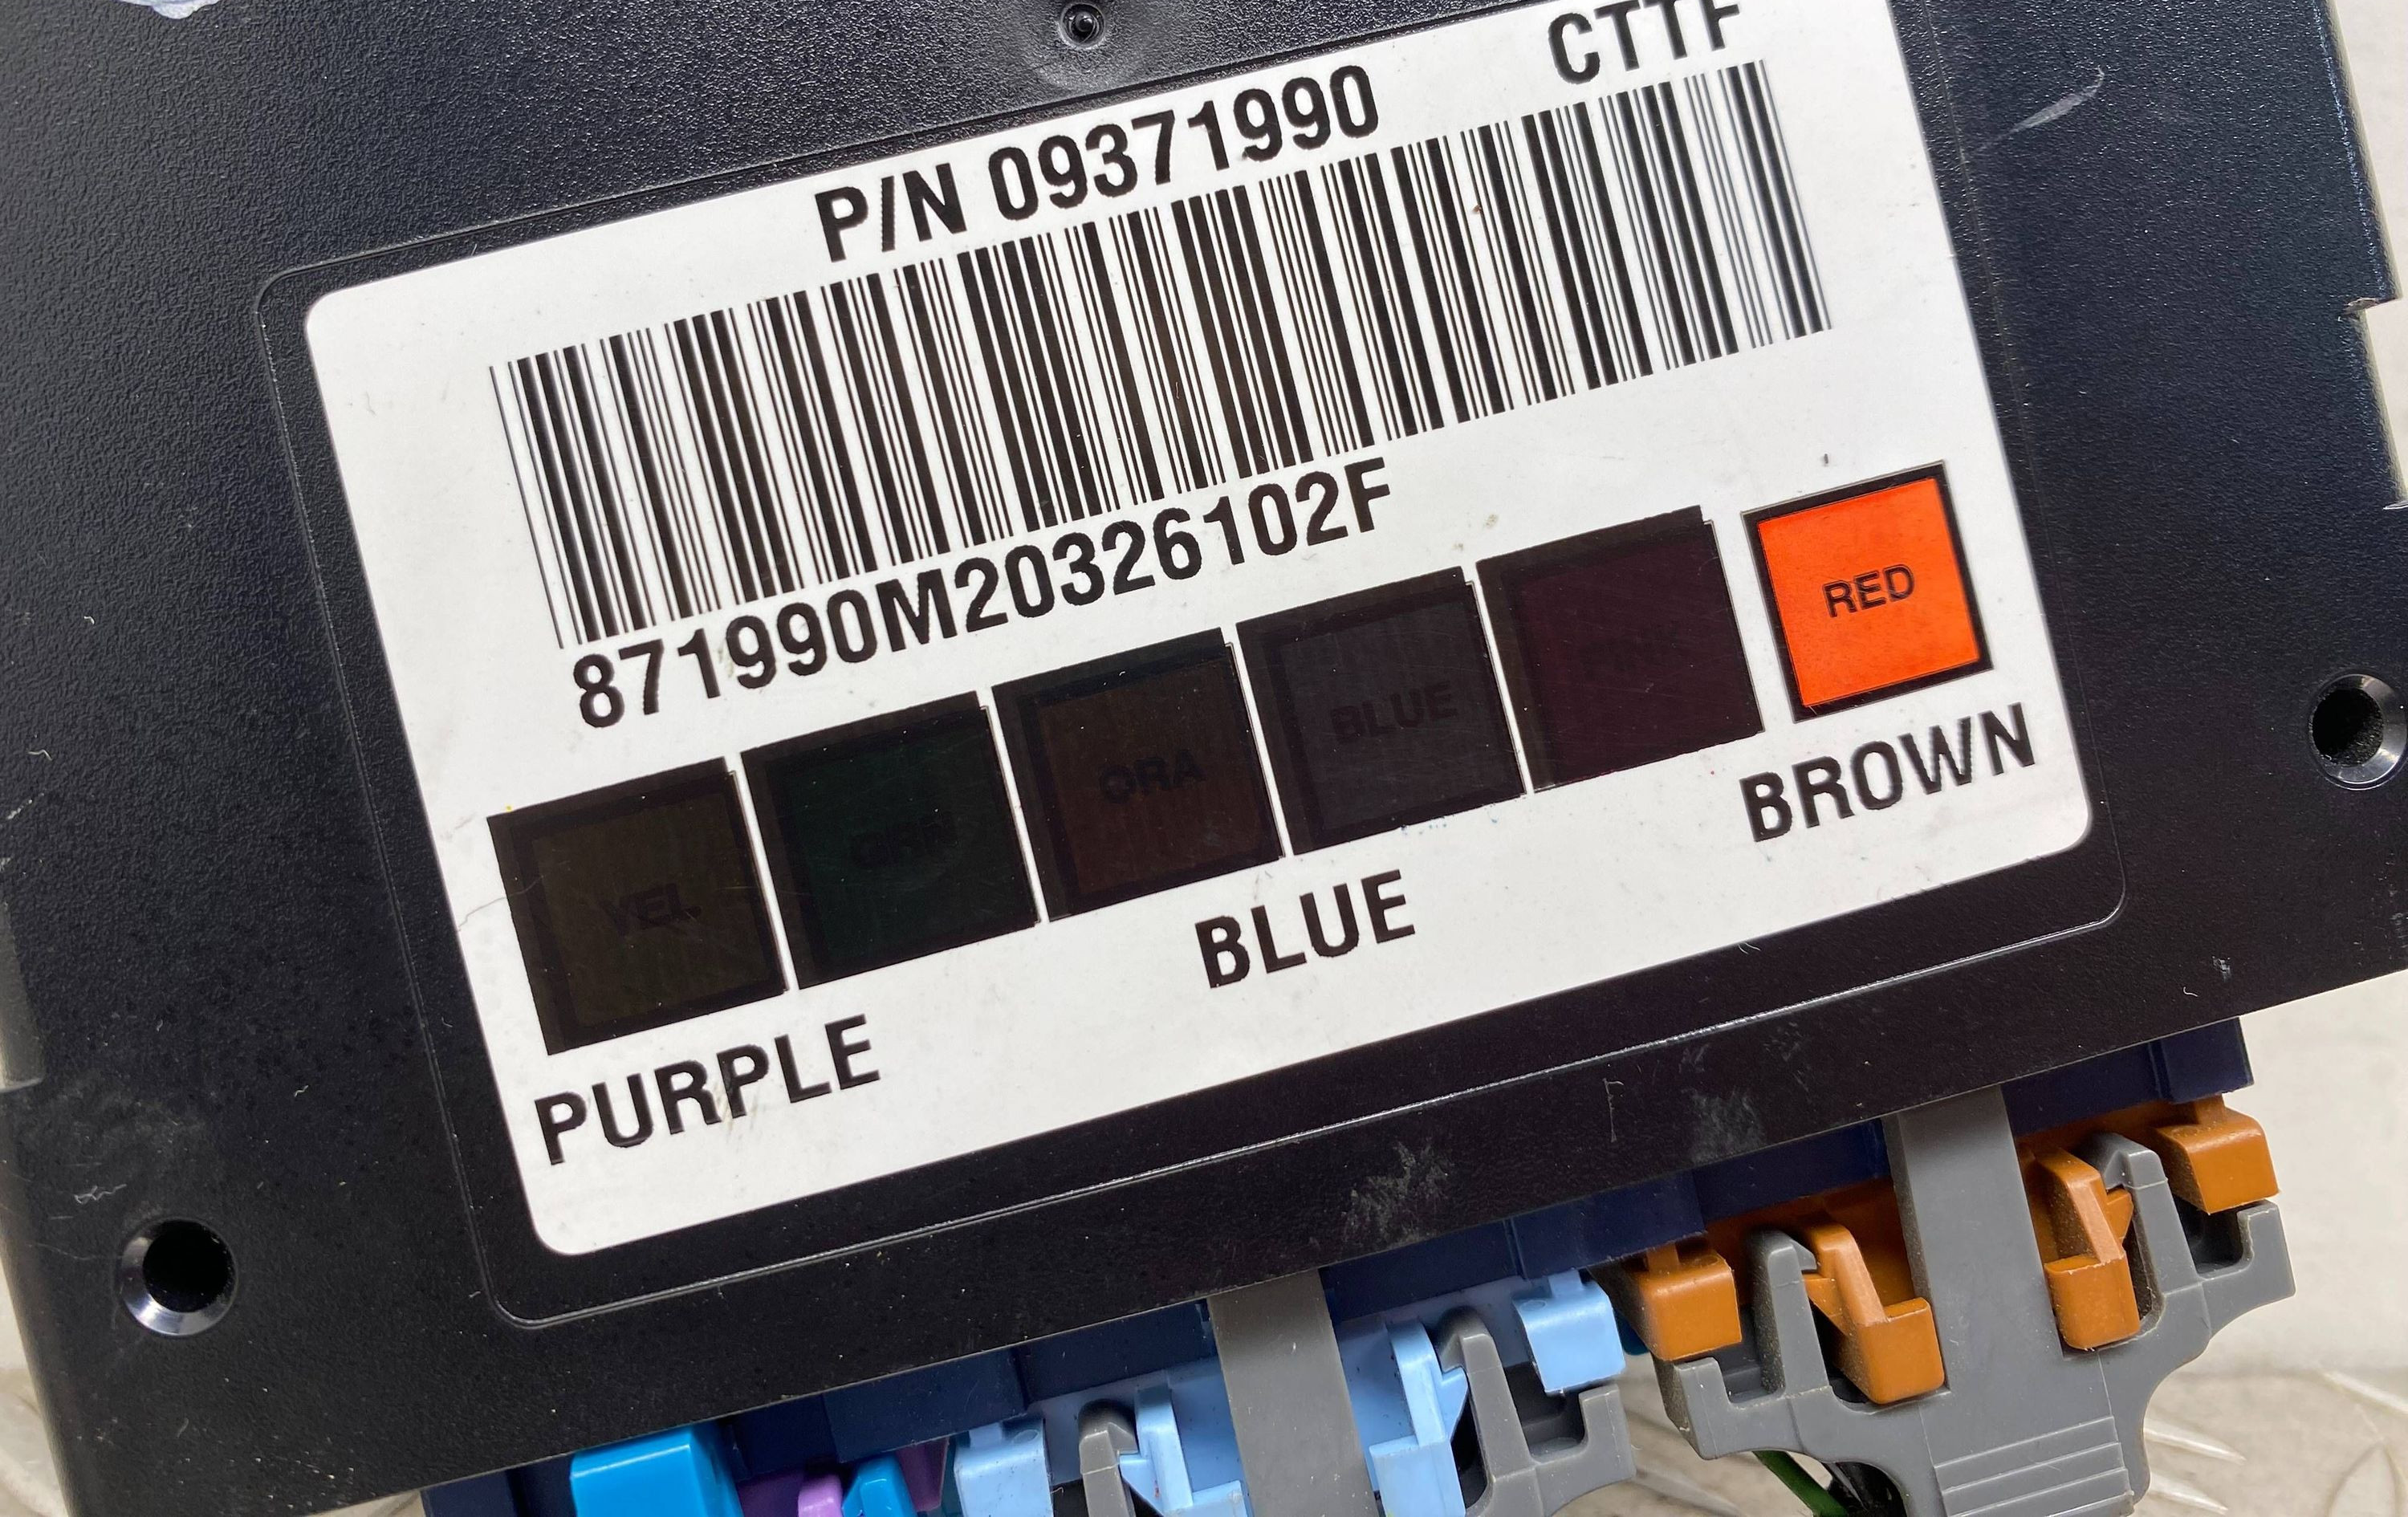 CTTF
P/N 09371990
871990M20326102F
YEL GRN ORA BLUE RED
PURPLE BLUE BROWN